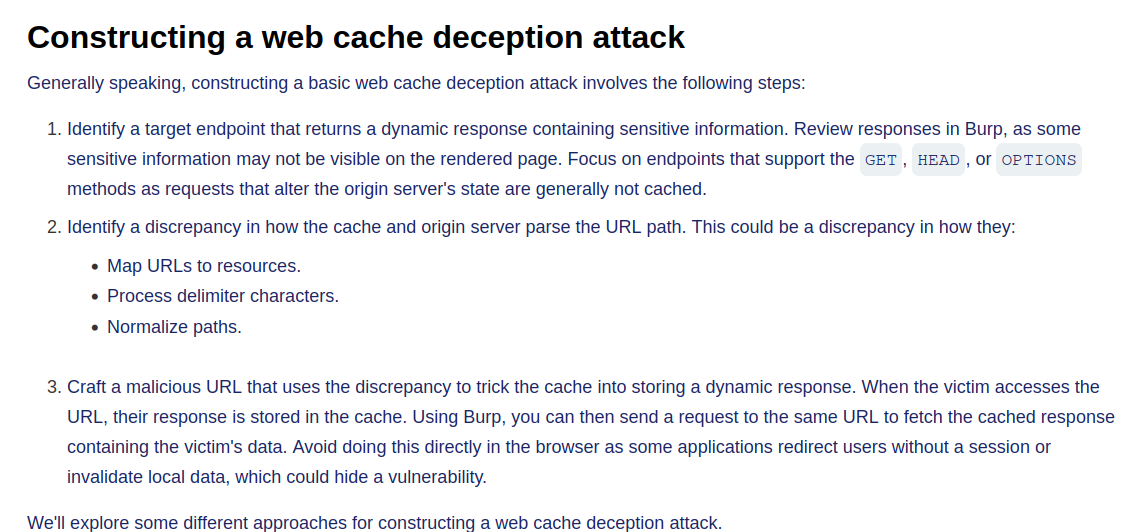 Constructing a web cache deception attack
Generally speaking, constructing a basic web cache deception attack involves the following steps:
1. Identify a target endpoint that returns a dynamic response containing sensitive information. Review responses in Burp, as some
sensitive information may not be visible on the rendered page. Focus on endpoints that support the GET, HEAD, or OPTIONS
methods as requests that alter the origin server's state are generally not cached.
2. Identify a discrepancy in how the cache and origin server parse the URL path. This could be a discrepancy in how they:
• Map URLs to resources.
• Process delimiter characters.
• Normalize paths.
3. Craft a malicious URL that uses the discrepancy to trick the cache into storing a dynamic response. When the victim accesses the
URL, their response is stored in the cache. Using Burp, you can then send a request to the same URL to fetch the cached response
containing the victim's data. Avoid doing this directly in the browser as some applications redirect users without a session or
invalidate local data, which could hide a vulnerability.
We'll explore some different approaches for constructing a web cache deception attack.